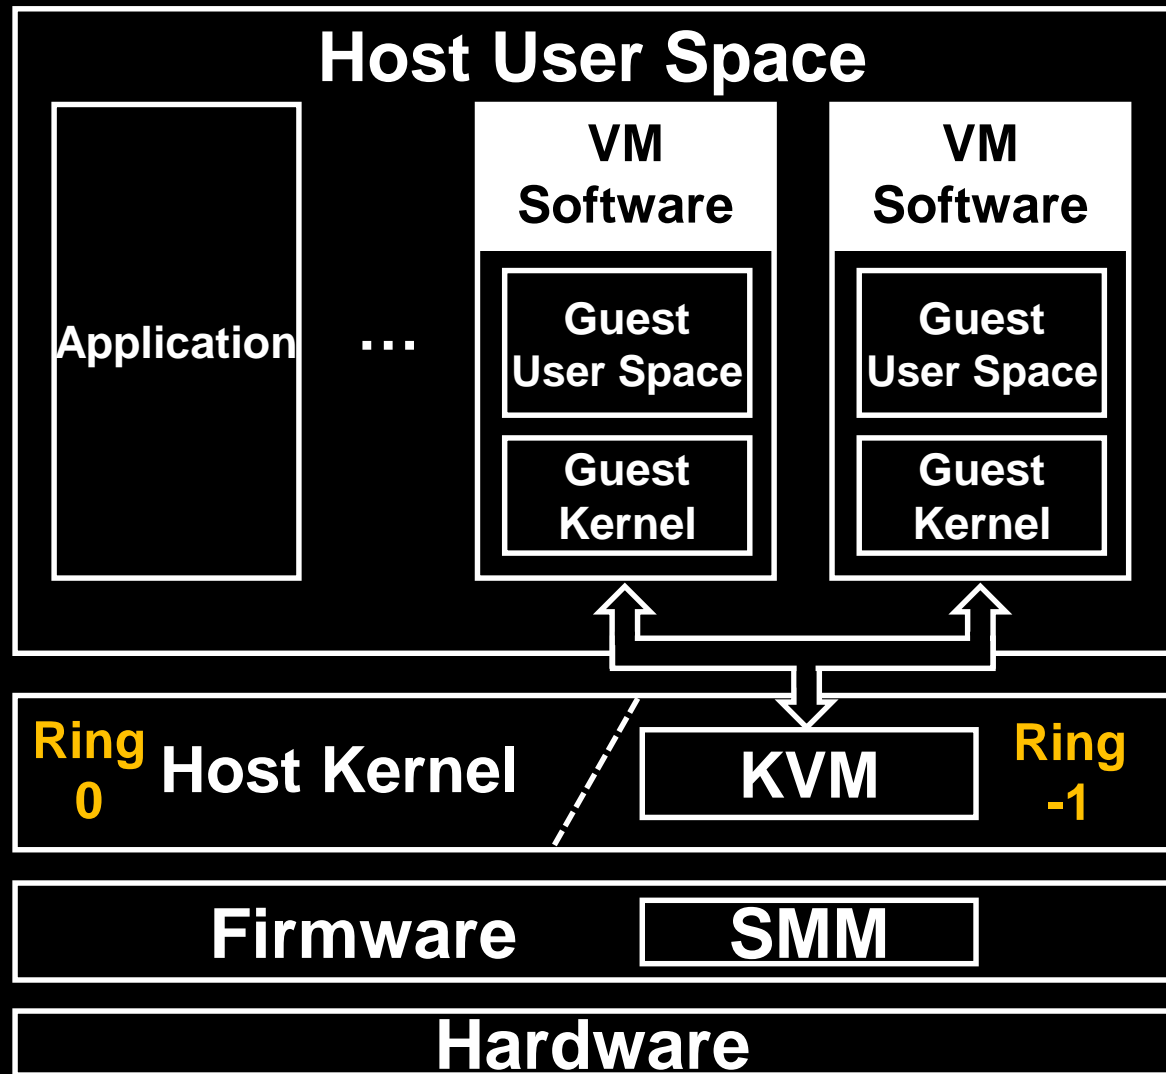 Host User Space
Application
...
VM
Software
Guest
User Space
Guest
Kernel
VM
Software
Guest
User Space
Guest
Kernel
Ring
0
Host Kernel
KVM
Ring
-1
Firmware
SMM
Hardware